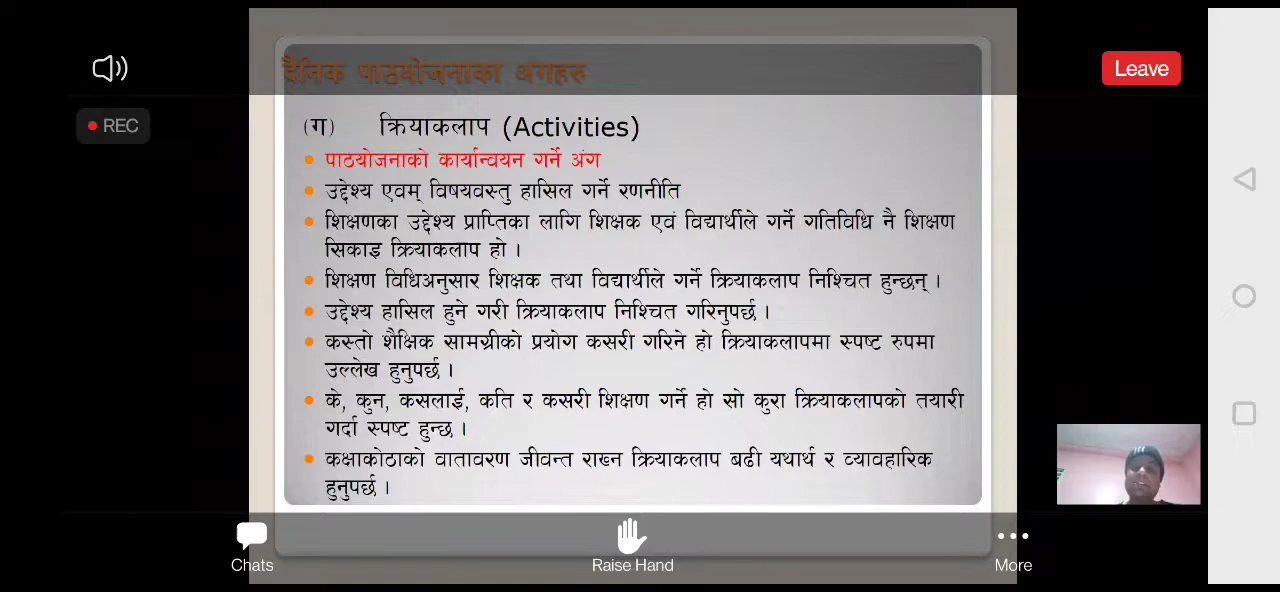 दैनिक पाठयोजनाका अंगहरु
Leave
REC
(ग) क्रियाकलाप (Activities)
• पाठयोजनाको कार्यान्वयन गर्ने अंग
• उद्देश्य एवम् विषयवस्तु हासिल गर्ने रणनीति
• शिक्षणका उद्देश्य प्राप्तिका लागि शिक्षक एवं विद्यार्थीले गर्ने गतिविधि नै शिक्षण
सिकाइ क्रियाकलाप हो ।
• शिक्षण विधिअनुसार शिक्षक तथा विद्यार्थीले गर्ने क्रियाकलाप निश्चित हुन्छन् ।
• उद्देश्य हासिल हुने गरी क्रियाकलाप निश्चित गरिनुपर्छ ।
• कस्तो शैक्षिक सामग्रीको प्रयोग कसरी गरिने हो क्रियाकलापमा स्पष्ट रुपमा
उल्लेख हुनुपर्छ ।
• के, कुन, कसलाई, कति र कसरी शिक्षण गर्ने हो सो कुरा क्रियाकलापको तयारी
गर्दा स्पष्ट हुन्छ ।
• कक्षाकोठाको वातावरण जीवन्त राख्न क्रियाकलाप बढी यथार्थ र व्यावहारिक
हुनुपर्छ ।
Chats
Raise Hand
More